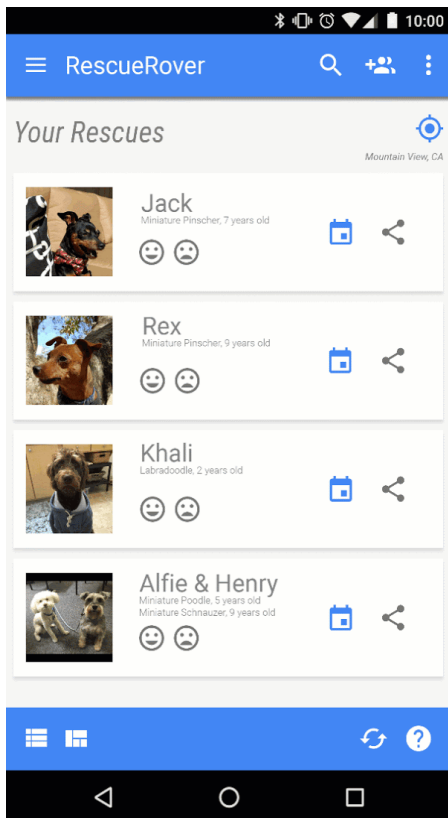 10:00
RescueRover
Your Rescues
Mountain View, CA
Jack
Miniature Pinscher, 7 years old
Rex
Miniature Pinscher, 9 years old
Khali
Labradoodle, 2 years old
Alfie & Henry
Miniature Poodle, 5 years old
Miniature Schnauzer, 9 years old